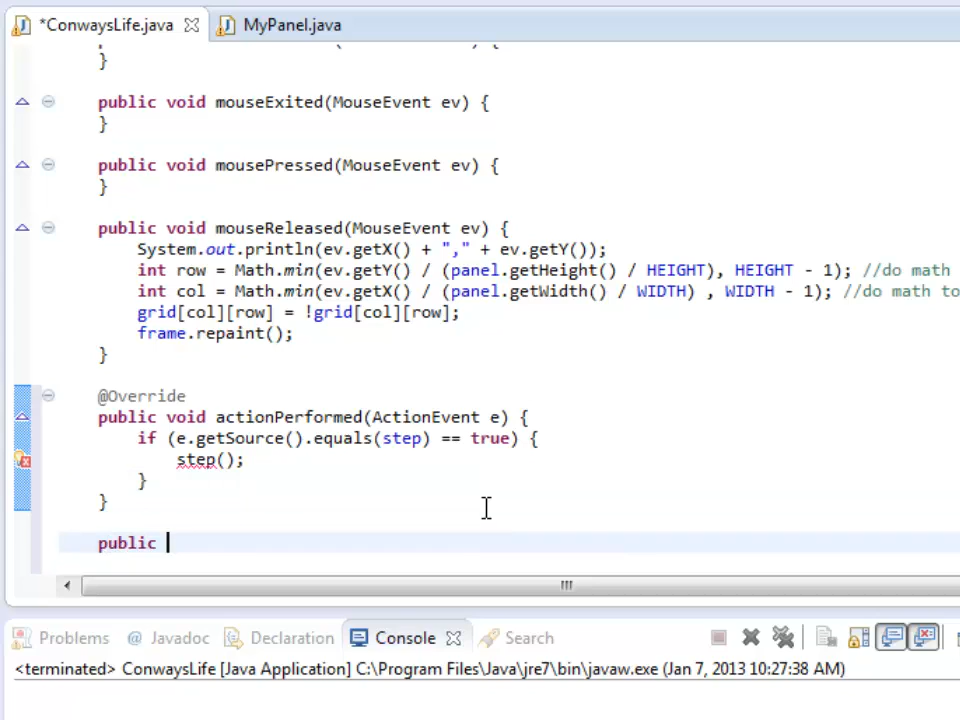 *ConwaysLife.java MyPanel.java
}
public void mouseExited(MouseEvent ev) {
}
public void mousePressed(MouseEvent ev) {
}
public void mouseReleased(MouseEvent ev) {
System.out.println(ev.getX() + "," + ev.getY());
int row = Math.min(ev.getY() / (panel.getHeight() / HEIGHT), HEIGHT - 1); //do math
int col = Math.min(ev.getX() / (panel.getWidth() / WIDTH) , WIDTH - 1); //do math to
grid[col][row] = !grid[col][row];
frame.repaint();
}
@Override
public void actionPerformed(ActionEvent e) {
if (e.getSource().equals(step) == true) {
step();
}
}
public
Problems @ Javadoc Declaration Console Search
<terminated> ConwaysLife [Java Application] C:\Program Files\Java\jre7\bin\javaw.exe (Jan 7, 2013 10:27:38 AM)